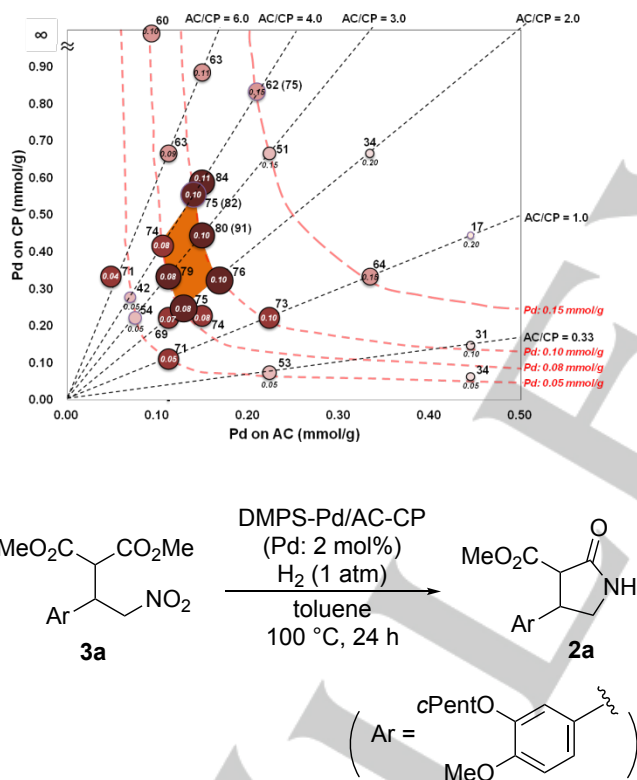 60 AC/CP = 6.0 AC/CP = 4.0 AC/CP = 3.0 AC/CP = 2.0
∞
0.10
63
0.90
0.11
62 (75)
0.15
0.80
0.70
63
51
34
0.09
0.15
0.20
0.60
84
0.11
75 (82)
0.10
0.50
AC/CP = 1.0
80 (91)
17
74
0.10
0.20
0.08
0.40
71
79
76
64
0.04
0.08
0.10
0.15
0.30
42
0.05
75
73
Pd: 0.15 mmol/g
54
0.08
0.05
0.07
0.08
0.10
0.20
69
74
31
AC/CP = 0.33
71
53
0.10
Pd: 0.10 mmol/g
0.10
0.05
34
Pd: 0.08 mmol/g
0.05
0.05
Pd: 0.05 mmol/g
0.00
0.00 0.10 0.20 0.30 0.40 0.50
Pd on CP (mmol/g)
Pd on AC (mmol/g)
MeO2C CO2Me
Ar NO2
3a
DMPS-Pd/AC-CP
(Pd: 2 mol%)
H2 (1 atm)
toluene
100 °C, 24 h
O
MeO2C
NH
Ar
2a
cPentO
Ar =
MeO